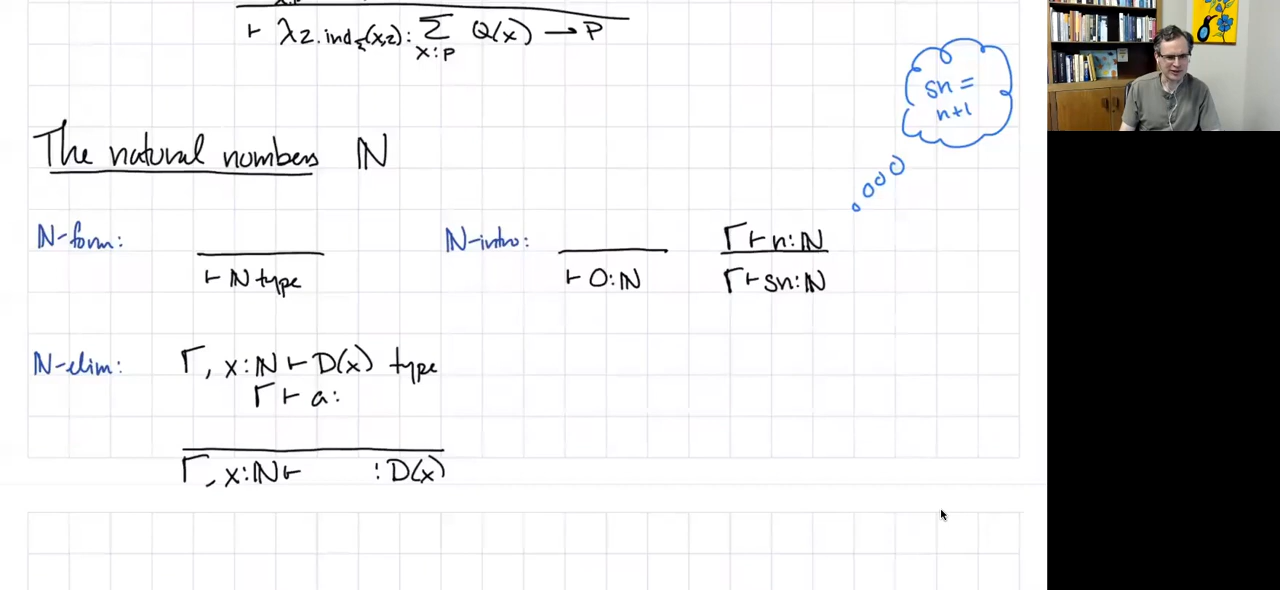 ⊢ λz.ind_Σ(x,z): Σ_{x:P} Q(x) → P
sn =
n+1
The natural numbers ℕ
ℕ-form:
⊢ ℕ type
ℕ-intro:
⊢ 0:ℕ
Γ ⊢ n:ℕ
Γ ⊢ sn:ℕ
ℕ-elim:
Γ, x:ℕ ⊢ D(x) type
Γ ⊢ a:
Γ, x:ℕ ⊢ :D(x)